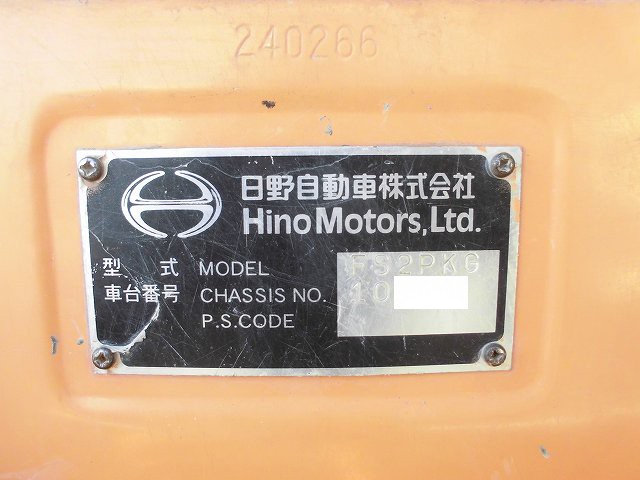 240266
日野自動車株式会社
Hino Motors, Ltd.
型 式 MODEL FS2PKG
車台番号 CHASSIS NO. 10
P.S.CODE